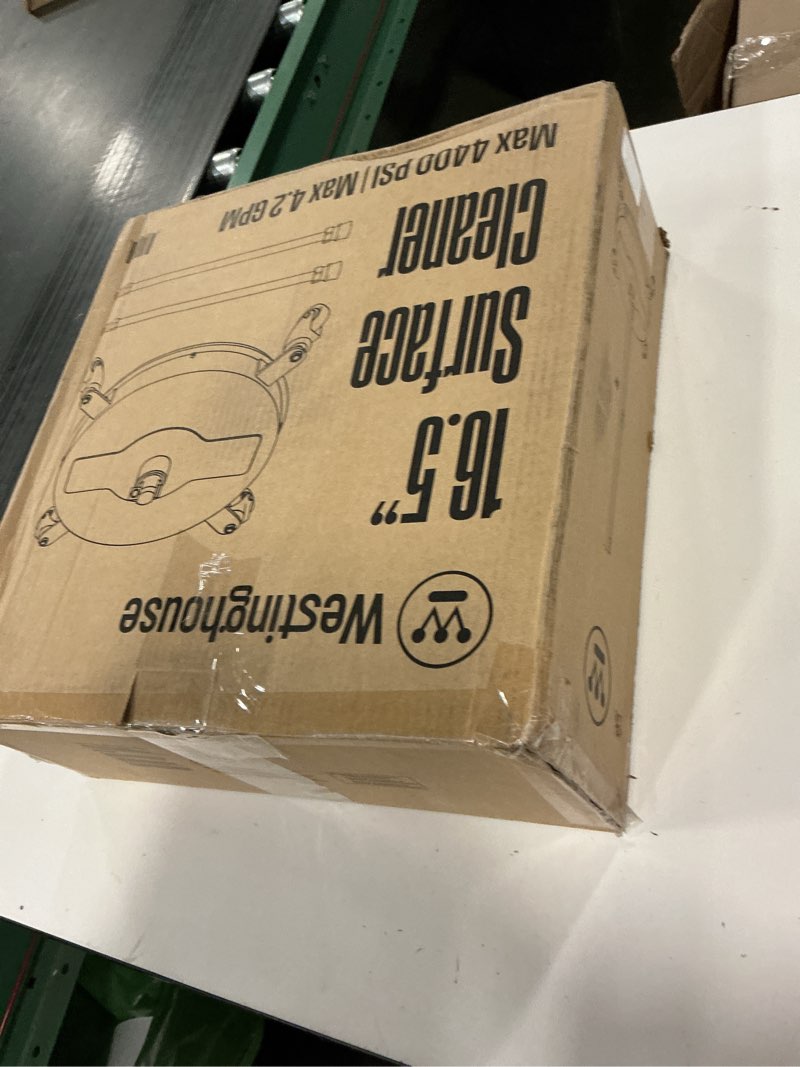 Westinghouse
16.5”
Surface
Cleaner
Max 4400 PSI | Max 4.2 GPM